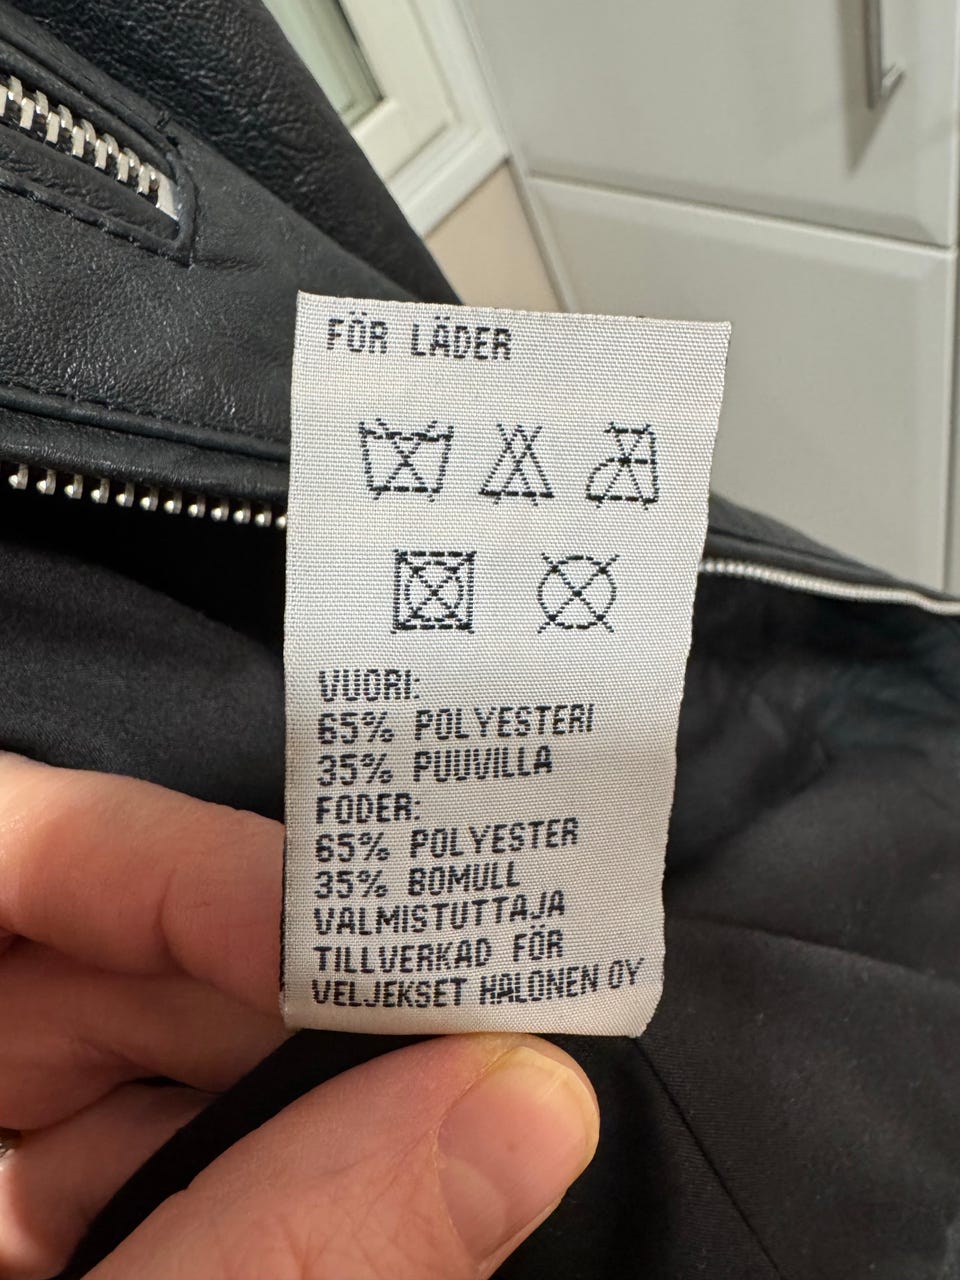 FÖR LÄDER
VUORI:
65% POLYESTERI
35% PUUVILLA
FODER:
65% POLYESTER
35% BOMULL
VALMISTUTTAJA
TILLVERKAD FÖR
VELJEKSET HALONEN OY